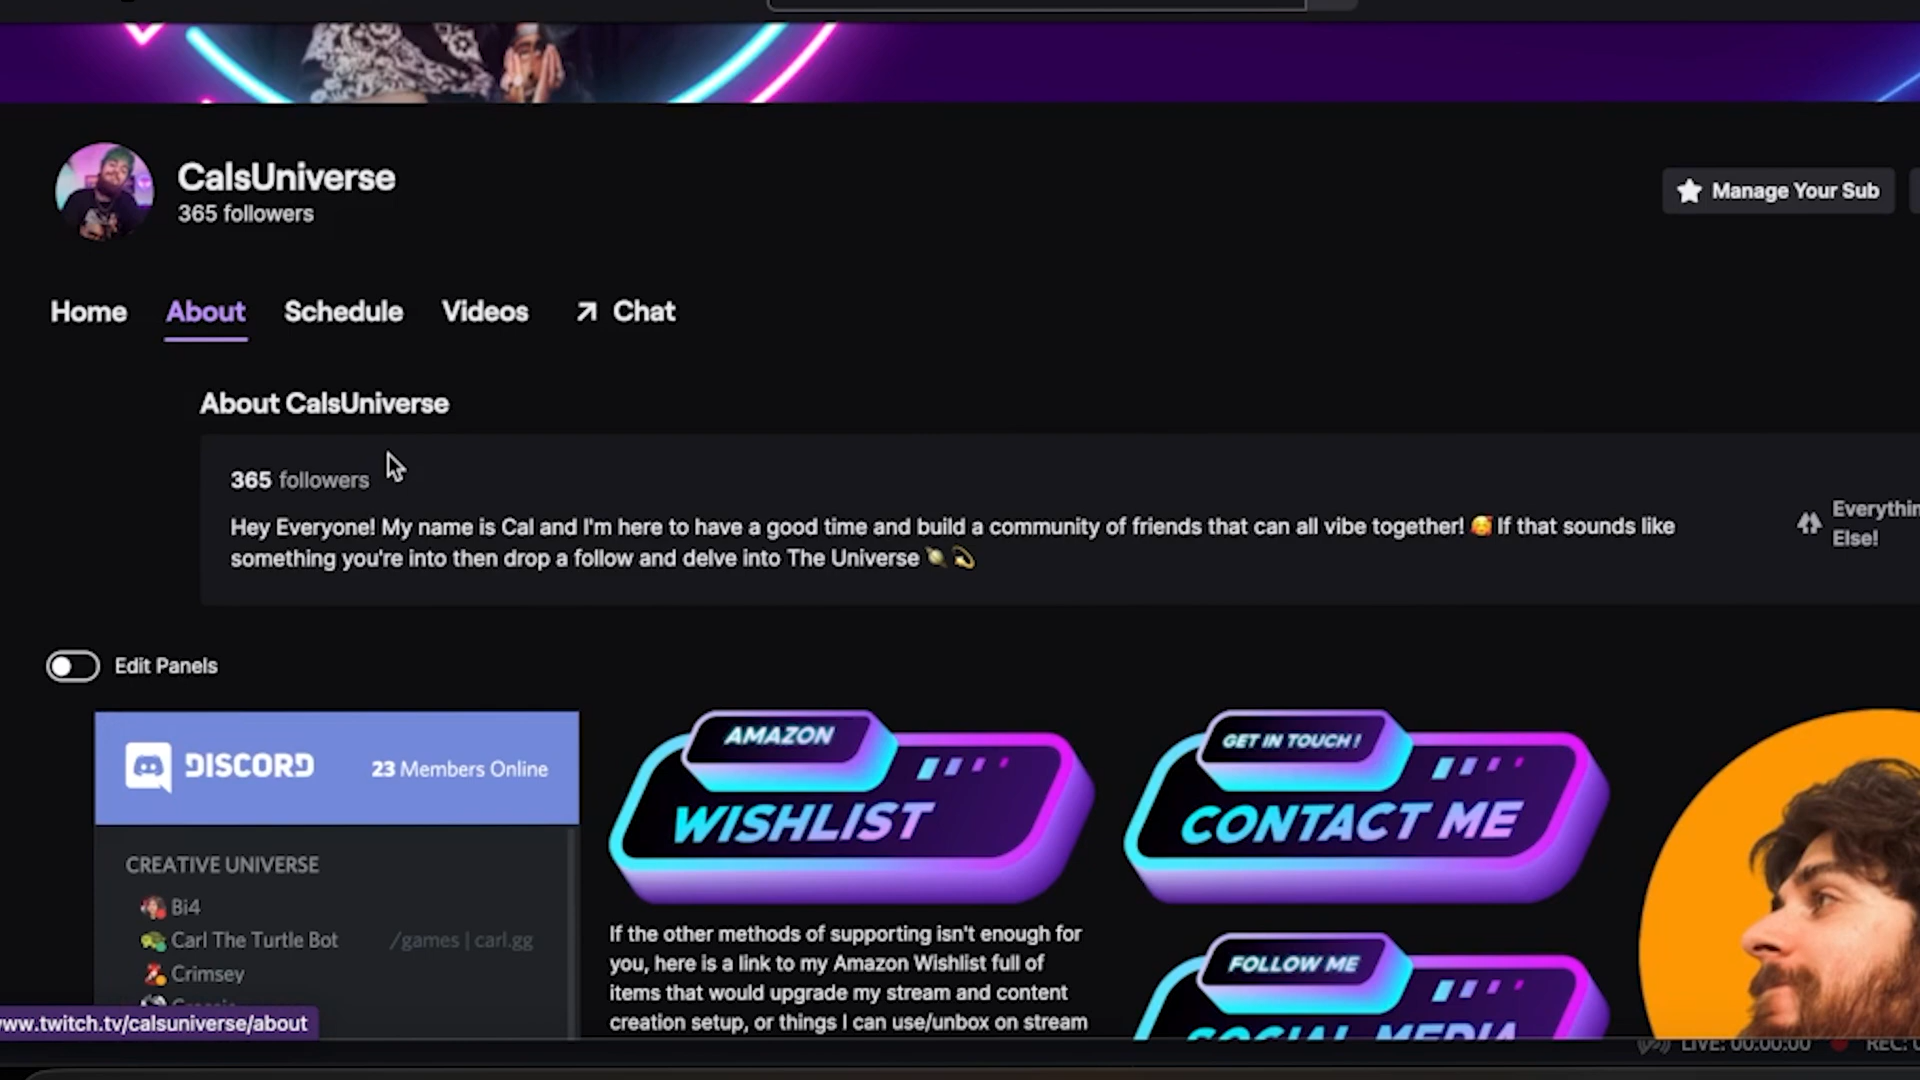 CalsUniverse
365 followers
Manage Your Sub
Home About Schedule Videos Chat
About CalsUniverse
365 followers
Hey Everyone! My name is Cal and I'm here to have a good time and build a community of friends that can all vibe together! 🥰 If that sounds like
something you're into then drop a follow and delve into The Universe 🪐 💫
Else!
Edit Panels
DISCORD 23 Members Online
CREATIVE UNIVERSE
Bi4
Carl The Turtle Bot /games | carl.gg
Crimsey
AMAZON
WISHLIST
If the other methods of supporting isn't enough for
you, here is a link to my Amazon Wishlist full of
items that would upgrade my stream and content
creation setup, or things I can use/unbox on stream
GET IN TOUCH!
CONTACT ME
FOLLOW ME
SOCIAL MEDIA
www.twitch.tv/calsuniverse/about
LIVE: 00:00:00 REC: